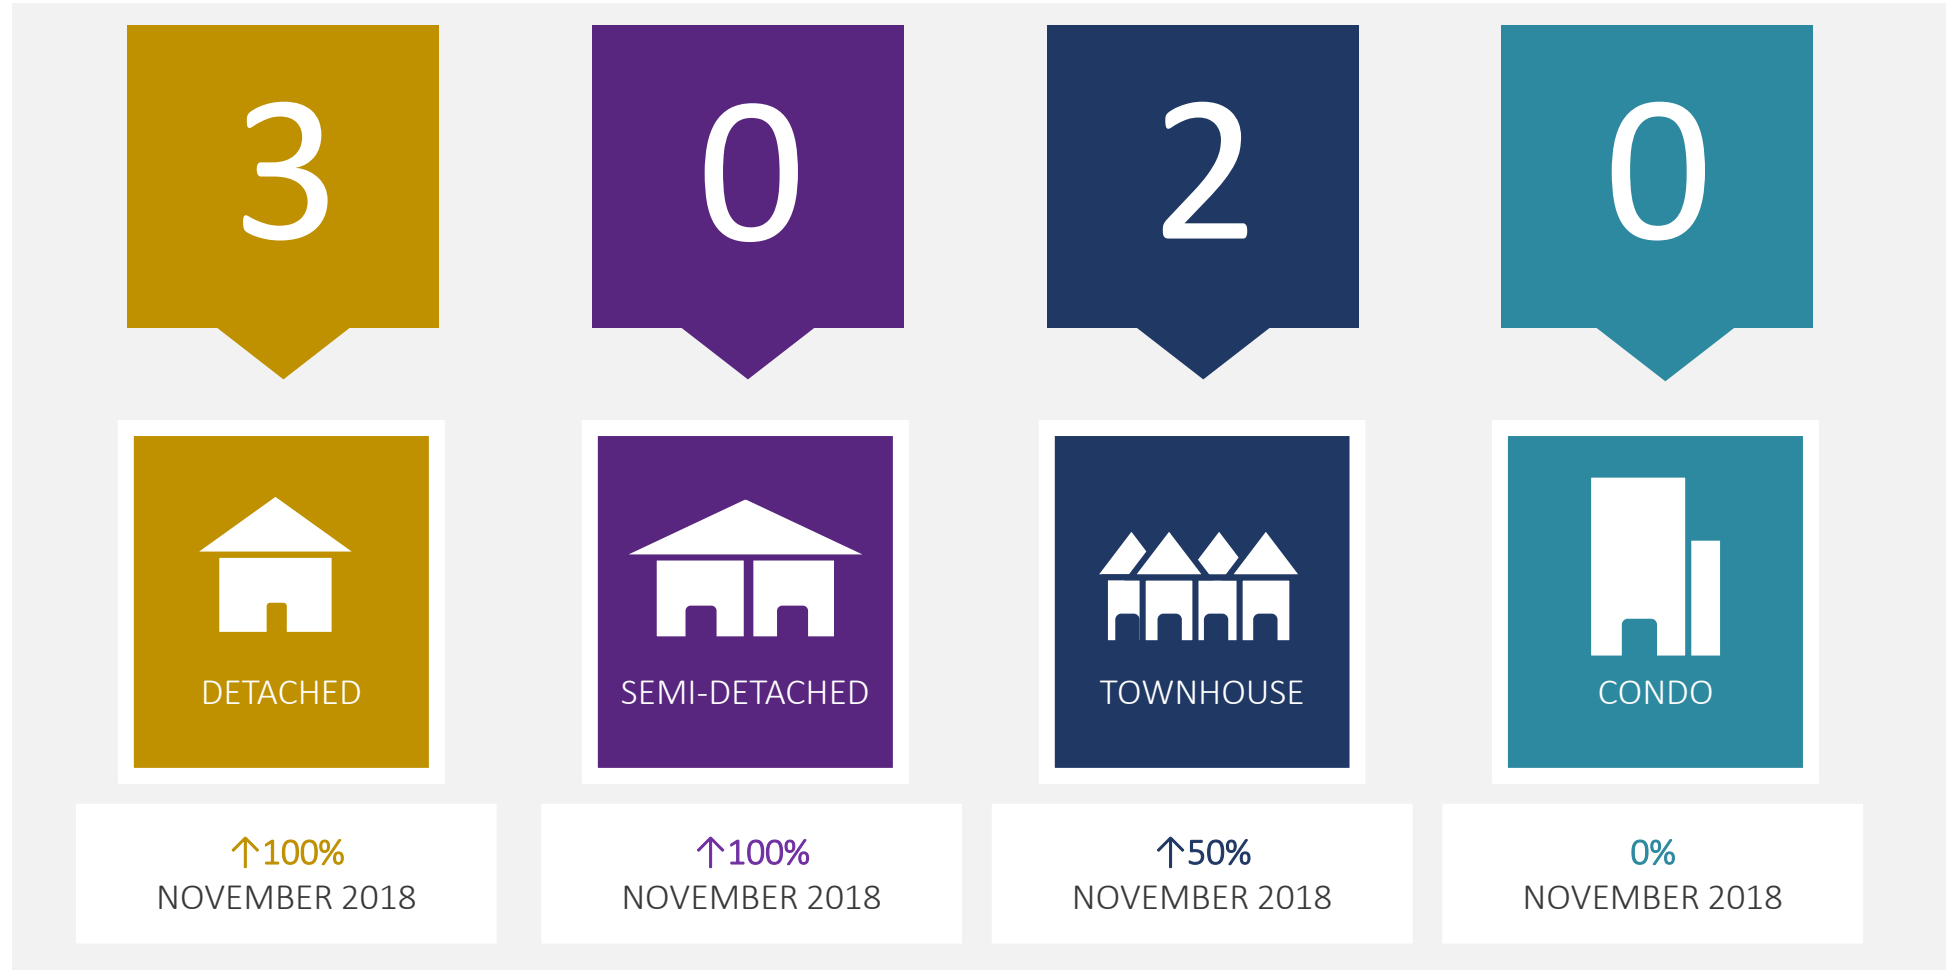 3
0
2
0
DETACHED
SEMI-DETACHED
TOWNHOUSE
CONDO
↑100%
NOVEMBER 2018
↑100%
NOVEMBER 2018
↑50%
NOVEMBER 2018
0%
NOVEMBER 2018